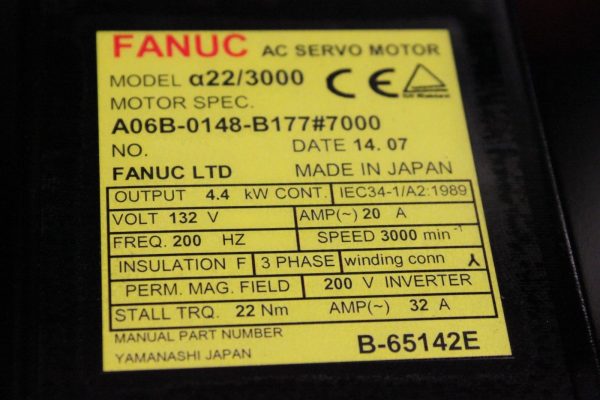 FANUC AC SERVO MOTOR
MODEL α22/3000 CE
MOTOR SPEC.
A06B-0148-B177#7000
NO. DATE 14.07
FANUC LTD MADE IN JAPAN
OUTPUT 4.4 kW CONT. IEC34-1/A2:1989
VOLT 132 V AMP(~) 20 A
FREQ. 200 HZ SPEED 3000 min⁻¹
INSULATION F 3 PHASE winding conn
PERM. MAG. FIELD 200 V INVERTER
STALL TRQ. 22 Nm AMP(~) 32 A
MANUAL PART NUMBER B-65142E
YAMANASHI JAPAN